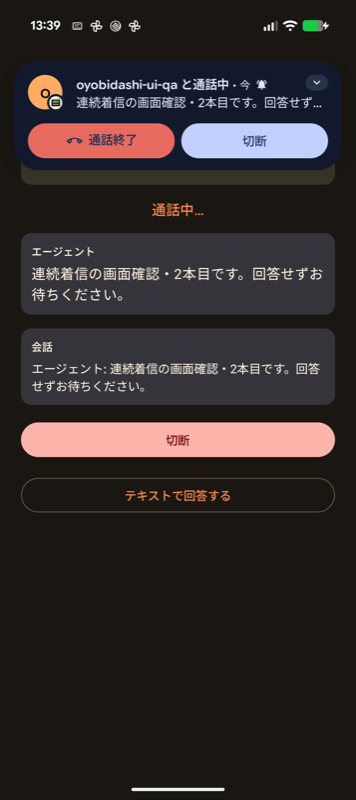 13:39
oyobidashi-ui-qa と通話中・今
連続着信の画面確認・2本目です。回答せず…
通話終了
切断
通話中…
エージェント
連続着信の画面確認・2本目です。回答せずお
待ちください。
会話
エージェント: 連続着信の画面確認・2本目です。回答
せずお待ちください。
切断
テキストで回答する